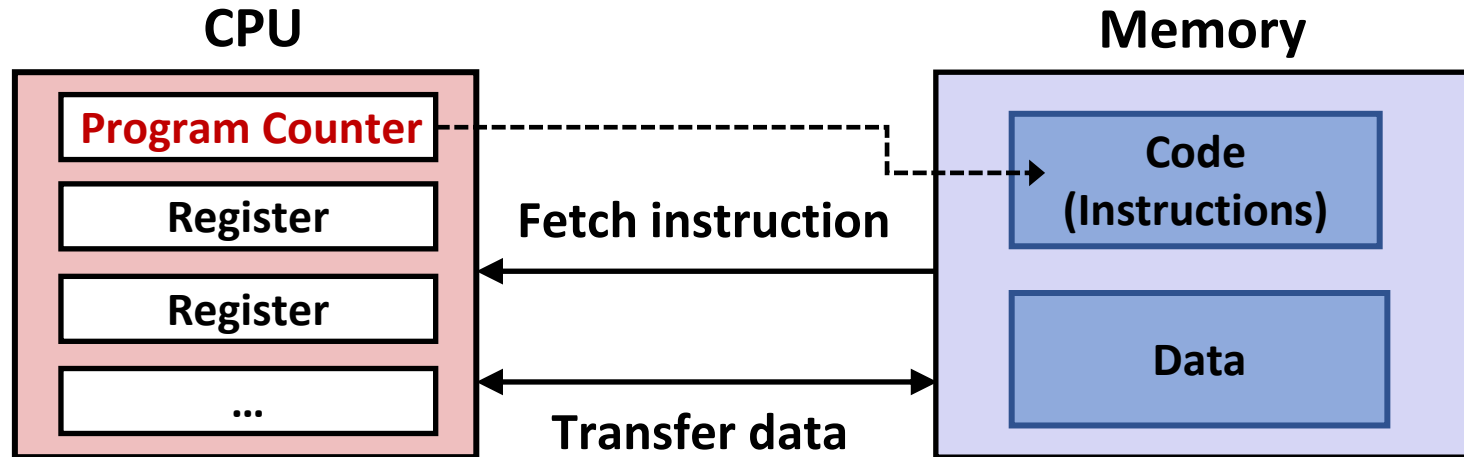 CPU
Memory
Program Counter
Register
Register
...
Fetch instruction
Transfer data
Code
(Instructions)
Data